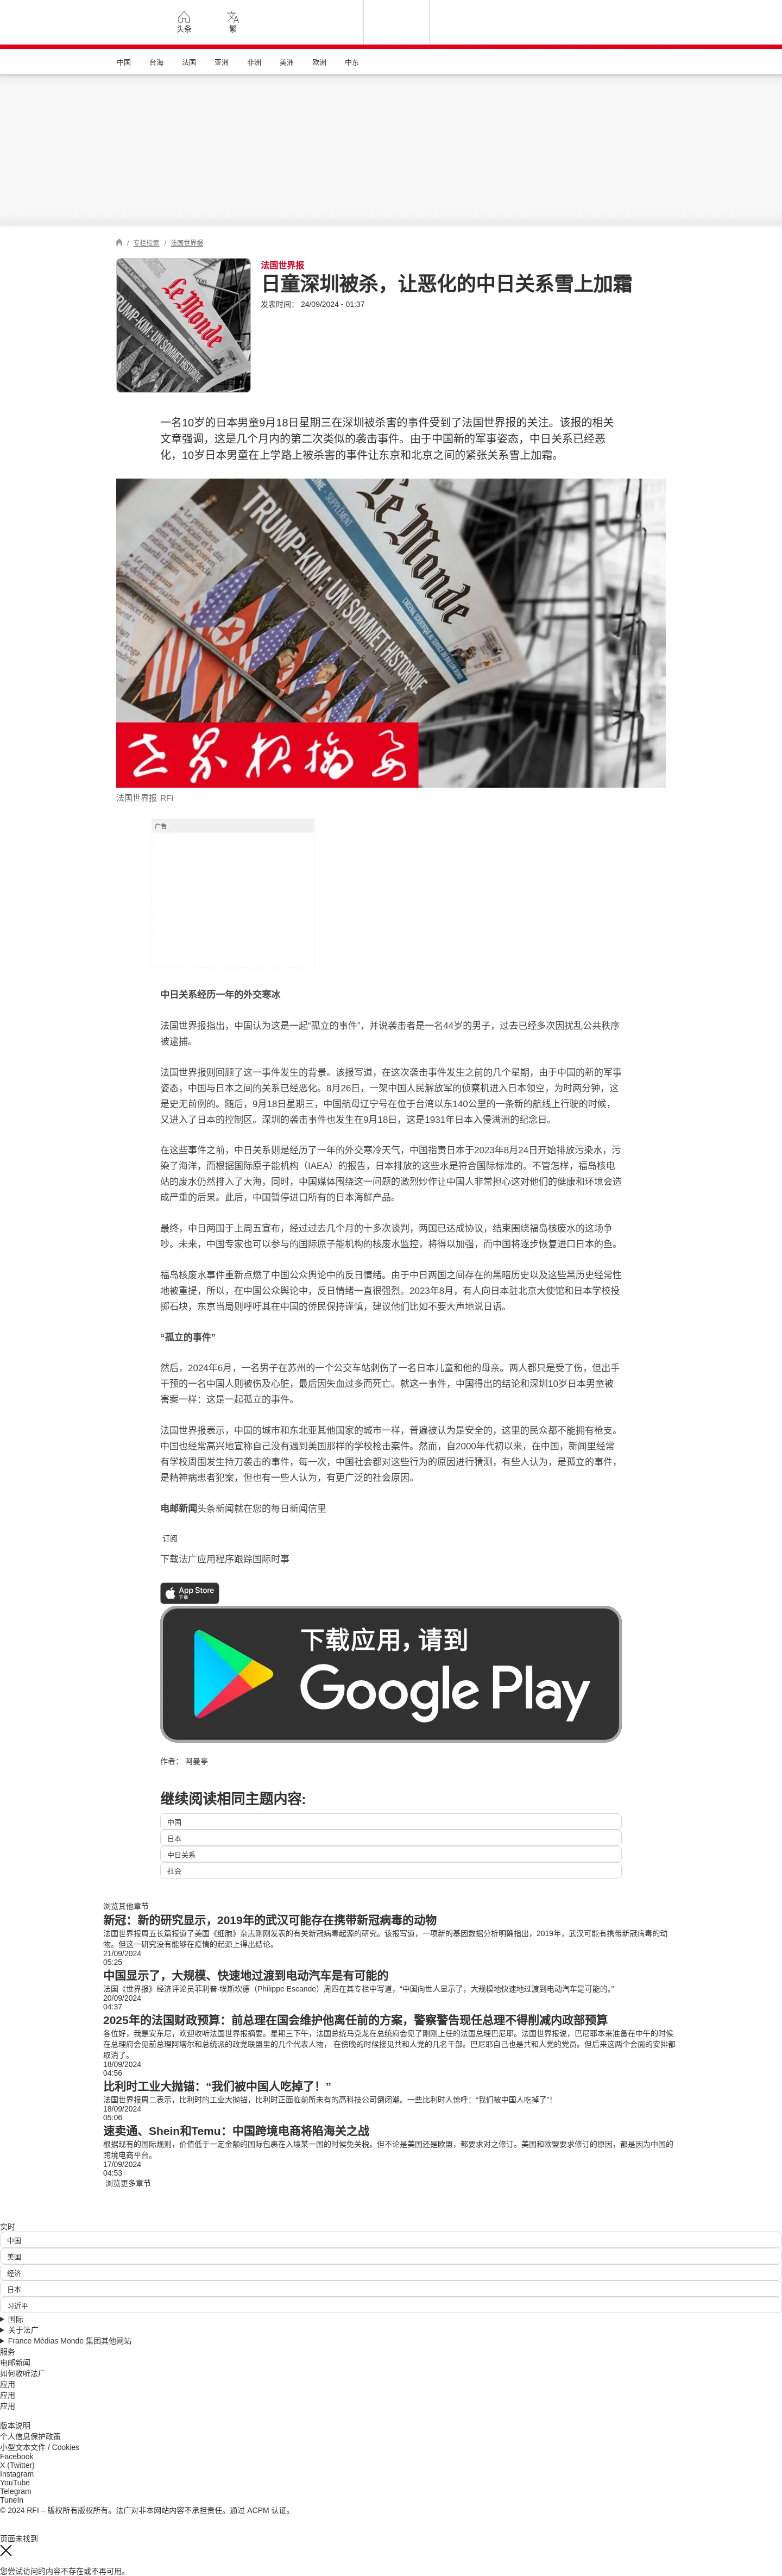 头条
繁
中国 台海 法国 亚洲 非洲 美洲 欧洲 中东
/ 专栏检索 / 法国世界报
法国世界报
日童深圳被杀，让恶化的中日关系雪上加霜
发表时间： 24/09/2024 - 01:37
Le Monde
TRUMP-KIM : UN SOMMET HISTORIQUE
一名10岁的日本男童9月18日星期三在深圳被杀害的事件受到了法国世界报的关注。该报的相关
文章强调，这是几个月内的第二次类似的袭击事件。由于中国新的军事姿态，中日关系已经恶
化，10岁日本男童在上学路上被杀害的事件让东京和北京之间的紧张关系雪上加霜。
Le Monde
TRUMP-KIM : UN SOMMET HISTORIQUE
世界报摘要
法国世界报 RFI
广告
中日关系经历一年的外交寒冰
法国世界报指出，中国认为这是一起“孤立的事件”，并说袭击者是一名44岁的男子，过去已经多次因扰乱公共秩序
被逮捕。
法国世界报则回顾了这一事件发生的背景。该报写道，在这次袭击事件发生之前的几个星期，由于中国的新的军事
姿态，中国与日本之间的关系已经恶化。8月26日，一架中国人民解放军的侦察机进入日本领空，为时两分钟，这
是史无前例的。随后，9月18日星期三，中国航母辽宁号在位于台湾以东140公里的一条新的航线上行驶的时候，
又进入了日本的控制区。深圳的袭击事件也发生在9月18日，这是1931年日本入侵满洲的纪念日。
在这些事件之前，中日关系则是经历了一年的外交寒冷天气，中国指责日本于2023年8月24日开始排放污染水，污
染了海洋，而根据国际原子能机构（IAEA）的报告，日本排放的这些水是符合国际标准的。不管怎样，福岛核电
站的废水仍然排入了大海，同时，中国媒体围绕这一问题的激烈炒作让中国人非常担心这对他们的健康和环境会造
成严重的后果。此后，中国暂停进口所有的日本海鲜产品。
最终，中日两国于上周五宣布，经过过去几个月的十多次谈判，两国已达成协议，结束围绕福岛核废水的这场争
吵。未来，中国专家也可以参与的国际原子能机构的核废水监控，将得以加强，而中国将逐步恢复进口日本的鱼。
福岛核废水事件重新点燃了中国公众舆论中的反日情绪。由于中日两国之间存在的黑暗历史以及这些黑历史经常性
地被重提，所以，在中国公众舆论中，反日情绪一直很强烈。2023年8月，有人向日本驻北京大使馆和日本学校投
掷石块，东京当局则呼吁其在中国的侨民保持谨慎，建议他们比如不要大声地说日语。
“孤立的事件”
然后，2024年6月，一名男子在苏州的一个公交车站刺伤了一名日本儿童和他的母亲。两人都只是受了伤，但出手
干预的一名中国人则被伤及心脏，最后因失血过多而死亡。就这一事件，中国得出的结论和深圳10岁日本男童被
害案一样：这是一起孤立的事件。
法国世界报表示，中国的城市和东北亚其他国家的城市一样，普遍被认为是安全的，这里的民众都不能拥有枪支。
中国也经常高兴地宣称自己没有遇到美国那样的学校枪击案件。然而，自2000年代初以来，在中国，新闻里经常
有学校周围发生持刀袭击的事件，每一次，中国社会都对这些行为的原因进行猜测，有些人认为，是孤立的事件，
是精神病患者犯案，但也有一些人认为，有更广泛的社会原因。
电邮新闻头条新闻就在您的每日新闻信里
订阅
下载法广应用程序跟踪国际时事
App Store
下载
下载应用，请到
Google Play
作者： 阿曼亭
继续阅读相同主题内容:
中国
日本
中日关系
社会
浏览其他章节
新冠：新的研究显示，2019年的武汉可能存在携带新冠病毒的动物
法国世界报周五长篇报道了美国《细胞》杂志刚刚发表的有关新冠病毒起源的研究。该报写道，一项新的基因数据分析明确指出，2019年，武汉可能有携带新冠病毒的动
物。但这一研究没有能够在疫情的起源上得出结论。
21/09/2024
05:25
中国显示了，大规模、快速地过渡到电动汽车是有可能的
法国《世界报》经济评论员菲利普·埃斯坎德（Philippe Escande）周四在其专栏中写道，“中国向世人显示了，大规模地快速地过渡到电动汽车是可能的。”
20/09/2024
04:37
2025年的法国财政预算：前总理在国会维护他离任前的方案，警察警告现任总理不得削减内政部预算
各位好，我是安东尼，欢迎收听法国世界报摘要。星期三下午，法国总统马克龙在总统府会见了刚刚上任的法国总理巴尼耶。法国世界报说，巴尼耶本来准备在中午的时候
在总理府会见前总理阿塔尔和总统派的政党联盟里的几个代表人物， 在傍晚的时候接见共和人党的几名干部。巴尼耶自己也是共和人党的党员。但后来这两个会面的安排都
取消了。
18/09/2024
04:56
比利时工业大抛锚：“我们被中国人吃掉了！”
法国世界报周二表示，比利时的工业大抛锚，比利时正面临前所未有的高科技公司倒闭潮。一些比利时人惊呼：“我们被中国人吃掉了”！
18/09/2024
05:06
速卖通、Shein和Temu：中国跨境电商将陷海关之战
根据现有的国际规则，价值低于一定金额的国际包裹在入境某一国的时候免关税。但不论是美国还是欧盟，都要求对之修订。美国和欧盟要求修订的原因，都是因为中国的
跨境电商平台。
17/09/2024
04:53
浏览更多章节
实时
中国
美国
经济
日本
习近平
国际
关于法广
France Médias Monde 集团其他网站
服务
电邮新闻
如何收听法广
应用
应用
应用
版本说明
个人信息保护政策
小型文本文件 / Cookies
Facebook
X (Twitter)
Instagram
YouTube
Telegram
TuneIn
© 2024 RFI – 版权所有版权所有。法广对非本网站内容不承担责任。通过 ACPM 认证。
页面未找到
您尝试访问的内容不存在或不再可用。